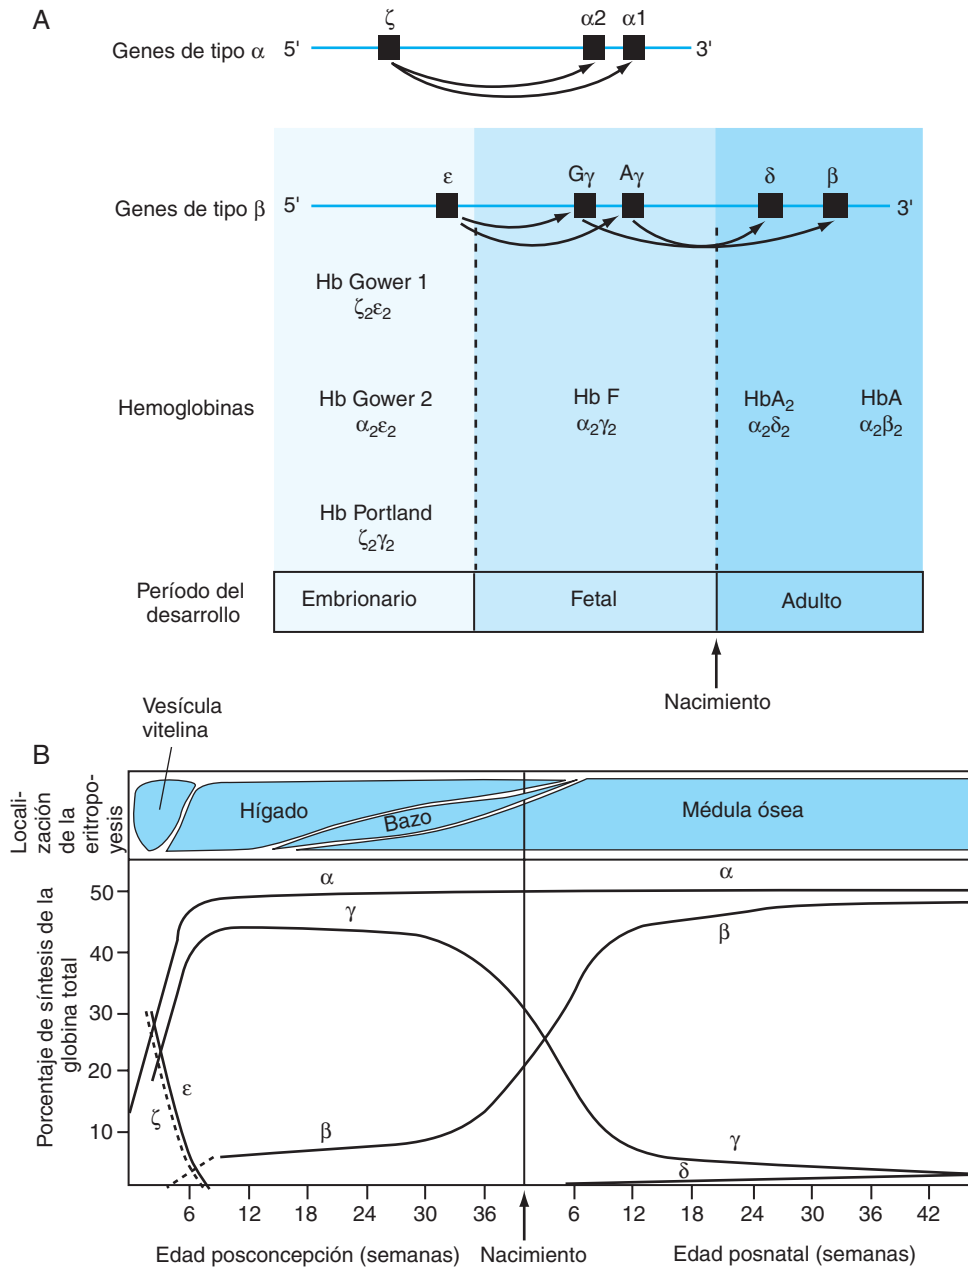 A
ζ
α2
α1
Genes de tipo α
5'
3'
ε
Gγ
Aγ
δ
β
Genes de tipo β
5'
3'
Hb Gower 1
ζ₂ε₂
Hemoglobinas
Hb Gower 2
α₂ε₂
Hb F
α₂γ₂
HbA₂
α₂δ₂
HbA
α₂β₂
Hb Portland
ζ₂γ₂
Período del
desarrollo
Embrionario
Fetal
Adulto
Nacimiento
Vesícula
vitelina
B
Locali-
zación
de la
eritropo-
yesis
Hígado
Bazo
Médula ósea
Porcentaje de síntesis de la
globina total
50
40
30
20
10
α
α
γ
β
ε
ζ
β
γ
δ
6
12
18
24
30
36
6
12
18
24
30
36
42
Edad posconcepción (semanas)
Nacimiento
Edad posnatal (semanas)